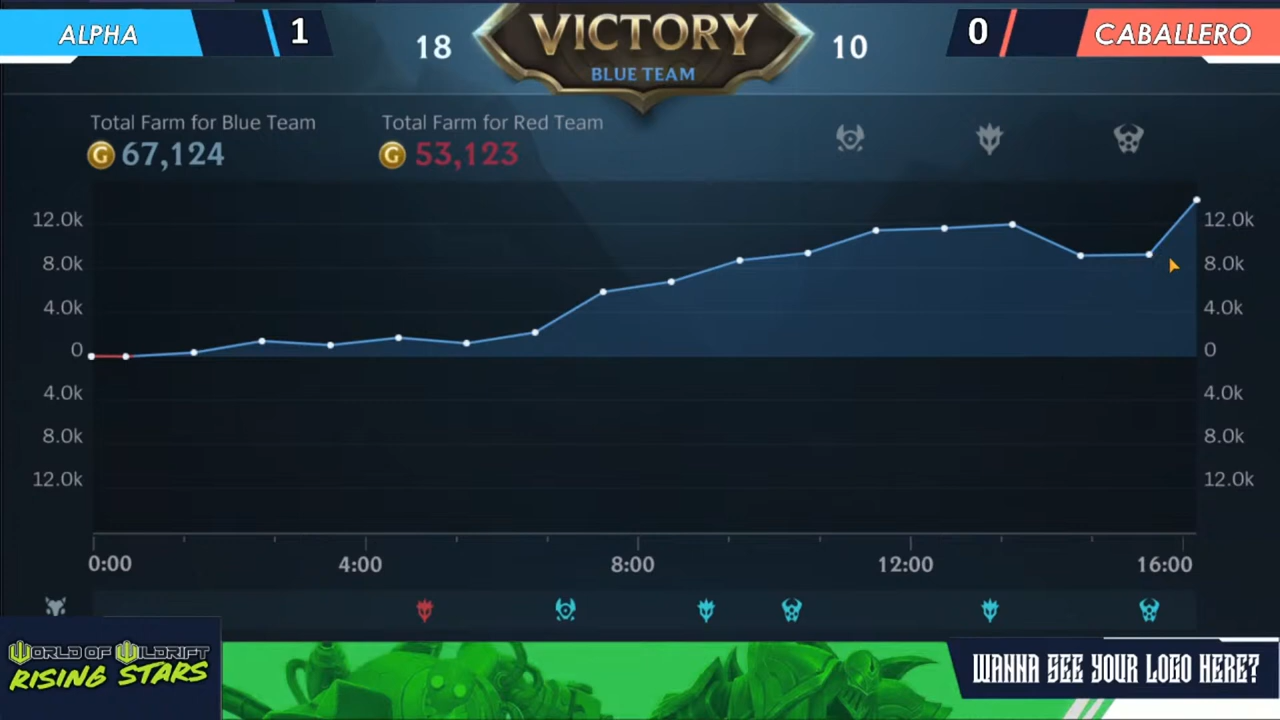 ALPHA 1 18 VICTORY 10 0 CABALLERO
BLUE TEAM
Total Farm for Blue Team Total Farm for Red Team
G 67,124 G 53,123
12.0k 12.0k
8.0k 8.0k
4.0k 4.0k
0 0
4.0k 4.0k
8.0k 8.0k
12.0k 12.0k
0:00 4:00 8:00 12:00 16:00
WORLD OF WILDRIFT
RISING STARS
WANNA SEE YOUR LOGO HERE?